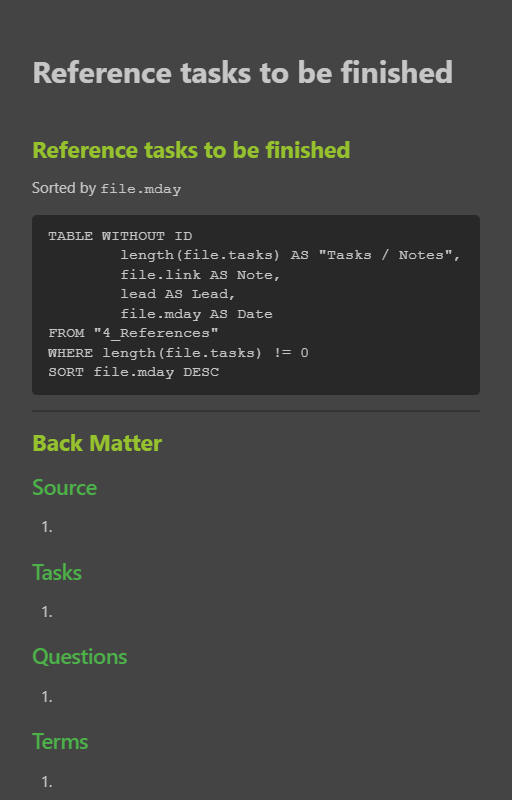 Reference tasks to be finished
Reference tasks to be finished
Sorted by file.mday
TABLE WITHOUT ID
        length(file.tasks) AS "Tasks / Notes",
        file.link AS Note,
        lead AS Lead,
        file.mday AS Date
FROM "4_References"
WHERE length(file.tasks) != 0
SORT file.mday DESC
Back Matter
Source
1.
Tasks
1.
Questions
1.
Terms
1.